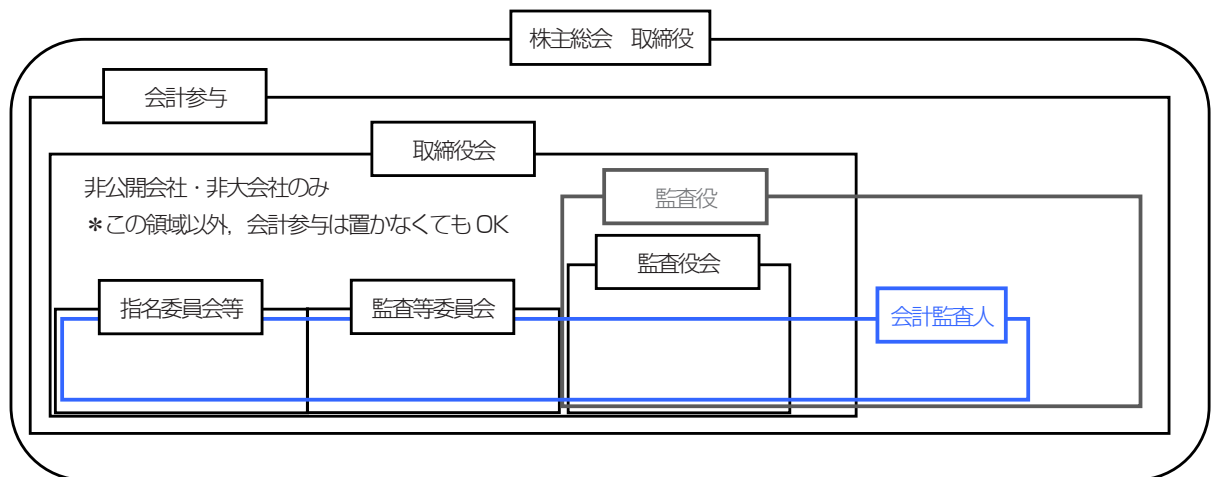 株主総会　取締役
会計参与
取締役会
非公開会社・非大会社のみ
＊この領域以外，会計参与は置かなくても OK
監査役
監査役会
指名委員会等
監査等委員会
会計監査人